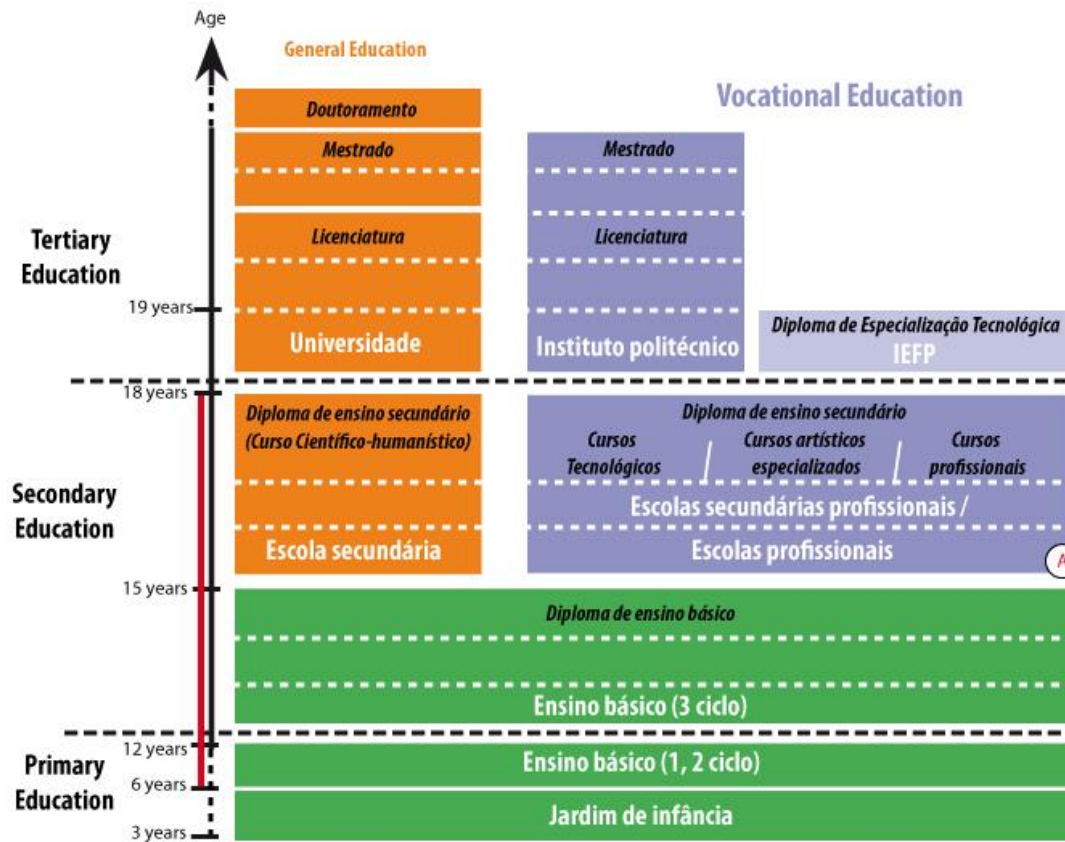 Age
General Education
Vocational Education
Doutoramento
Mestrado
Mestrado
Tertiary
Education
Licenciatura
Licenciatura
19 years
Universidade
Instituto politécnico
Diploma de Especialização Tecnológica
IEFP
18 years
Diploma de ensino secundário
(Curso Científico-humanístico)
Diploma de ensino secundário
Cursos
Tecnológicos
/
Cursos artísticos
especializados
/
Cursos
profissionais
Secondary
Education
Escolas secundárias profissionais /
Escola secundária
Escolas profissionais
A
15 years
Diploma de ensino básico
Ensino básico (3 ciclo)
12 years
Primary
Education
Ensino básico (1, 2 ciclo)
6 years
Jardim de infância
3 years